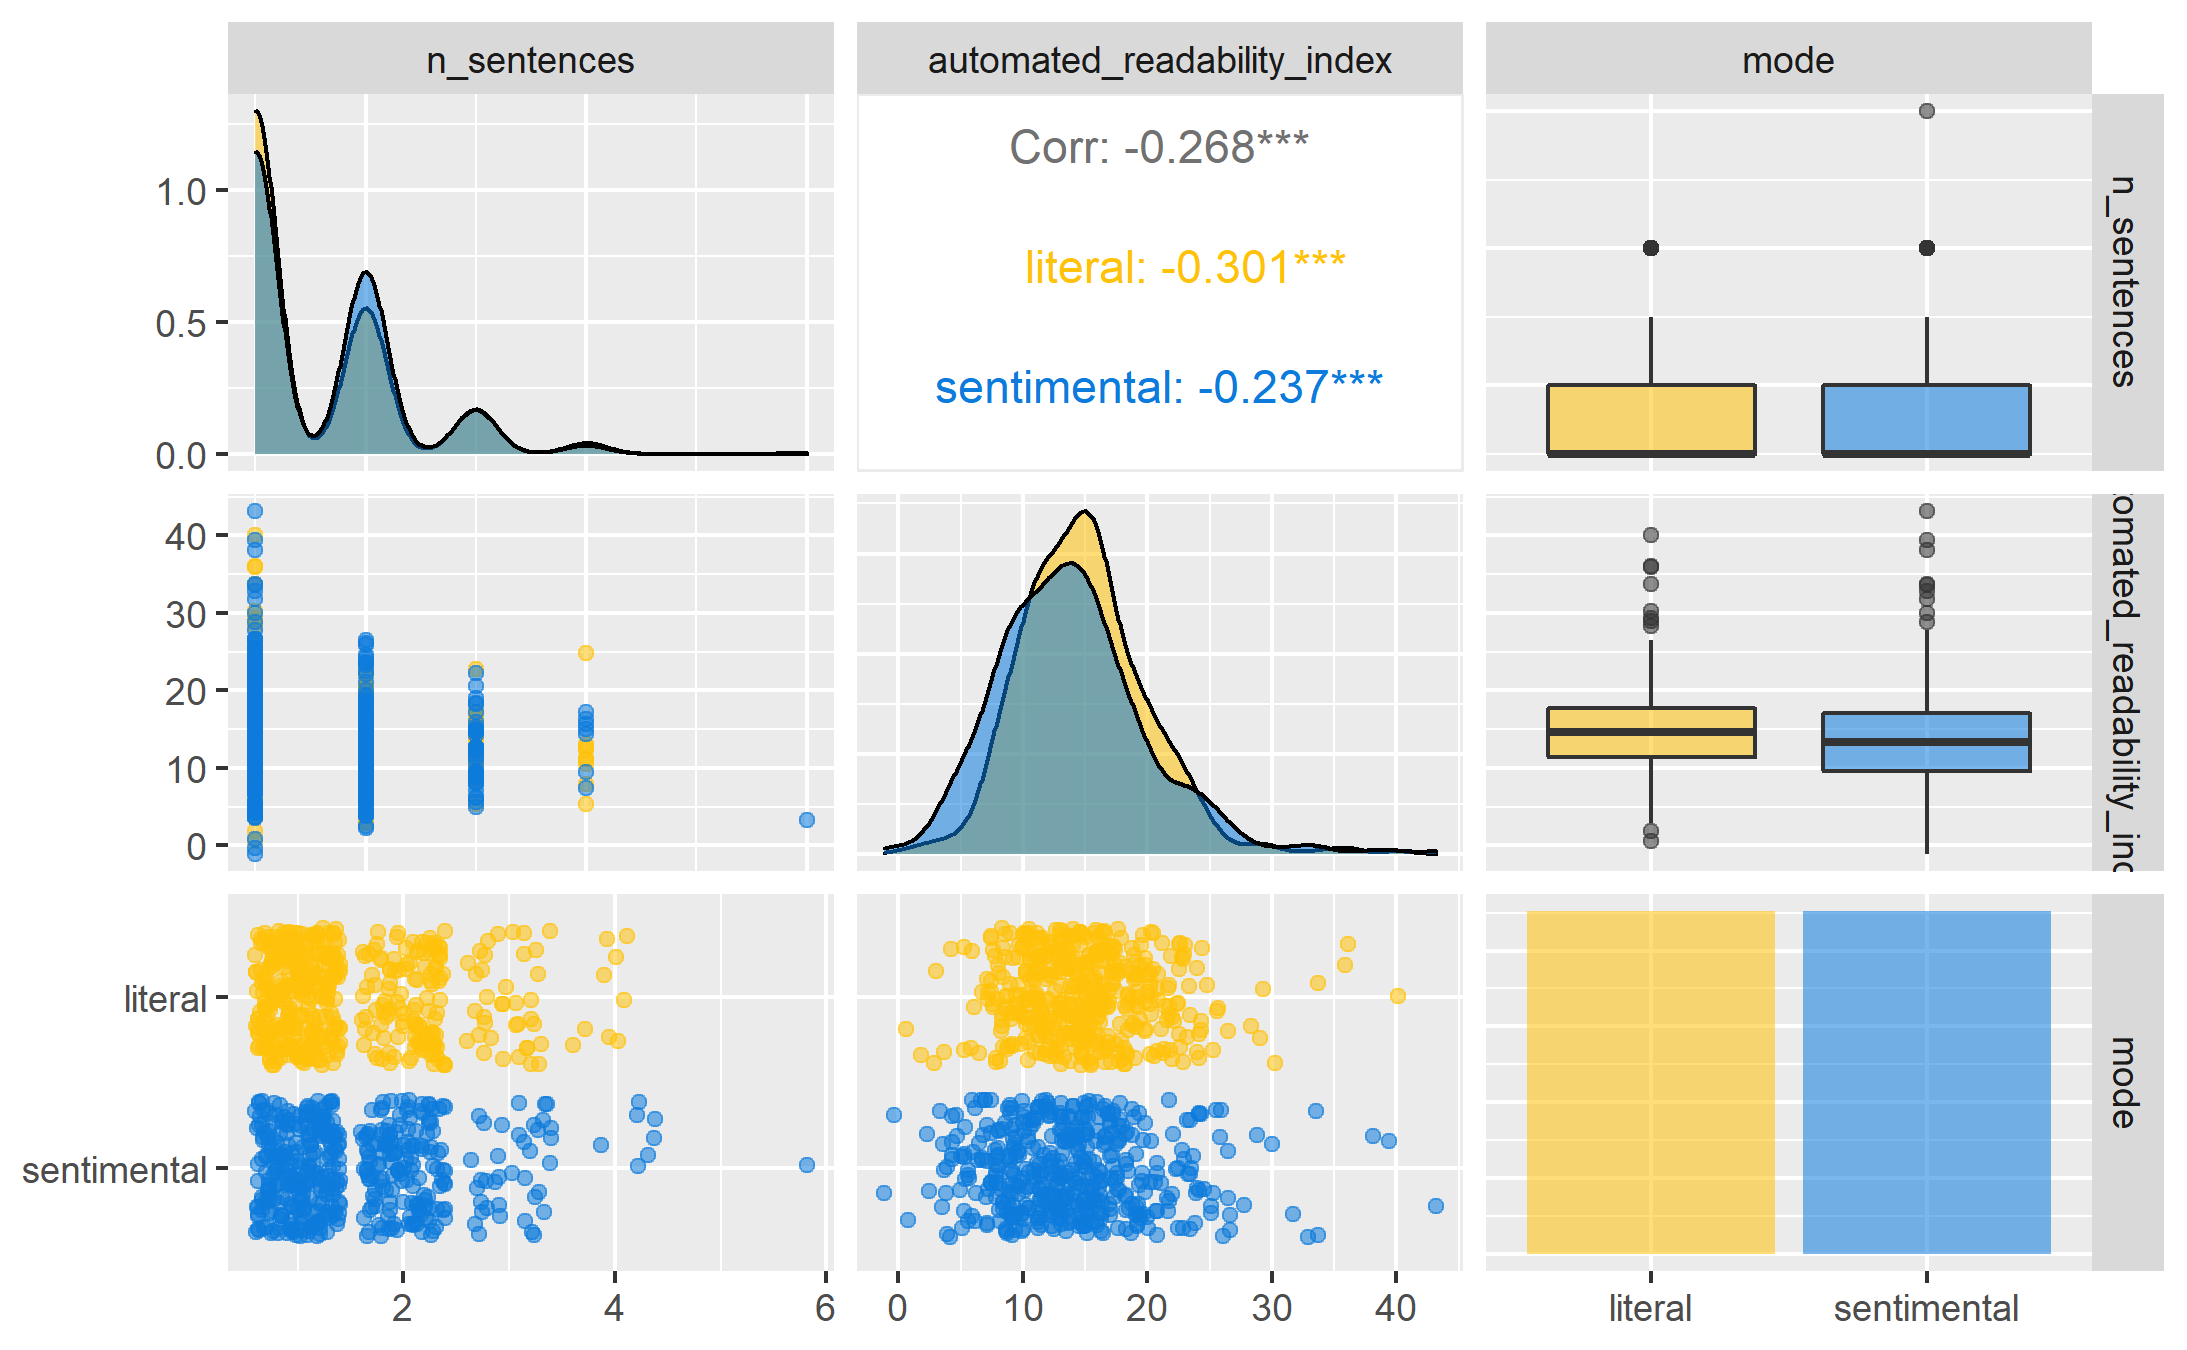 n_sentences
automated_readability_index
mode
1.0
0.5
0.0
Corr: -0.268***
literal: -0.301***
sentimental: -0.237***
n_sentences
40
30
20
10
0
omated_readability_ind
literal
sentimental
mode
2
4
6
0
10
20
30
40
literal
sentimental